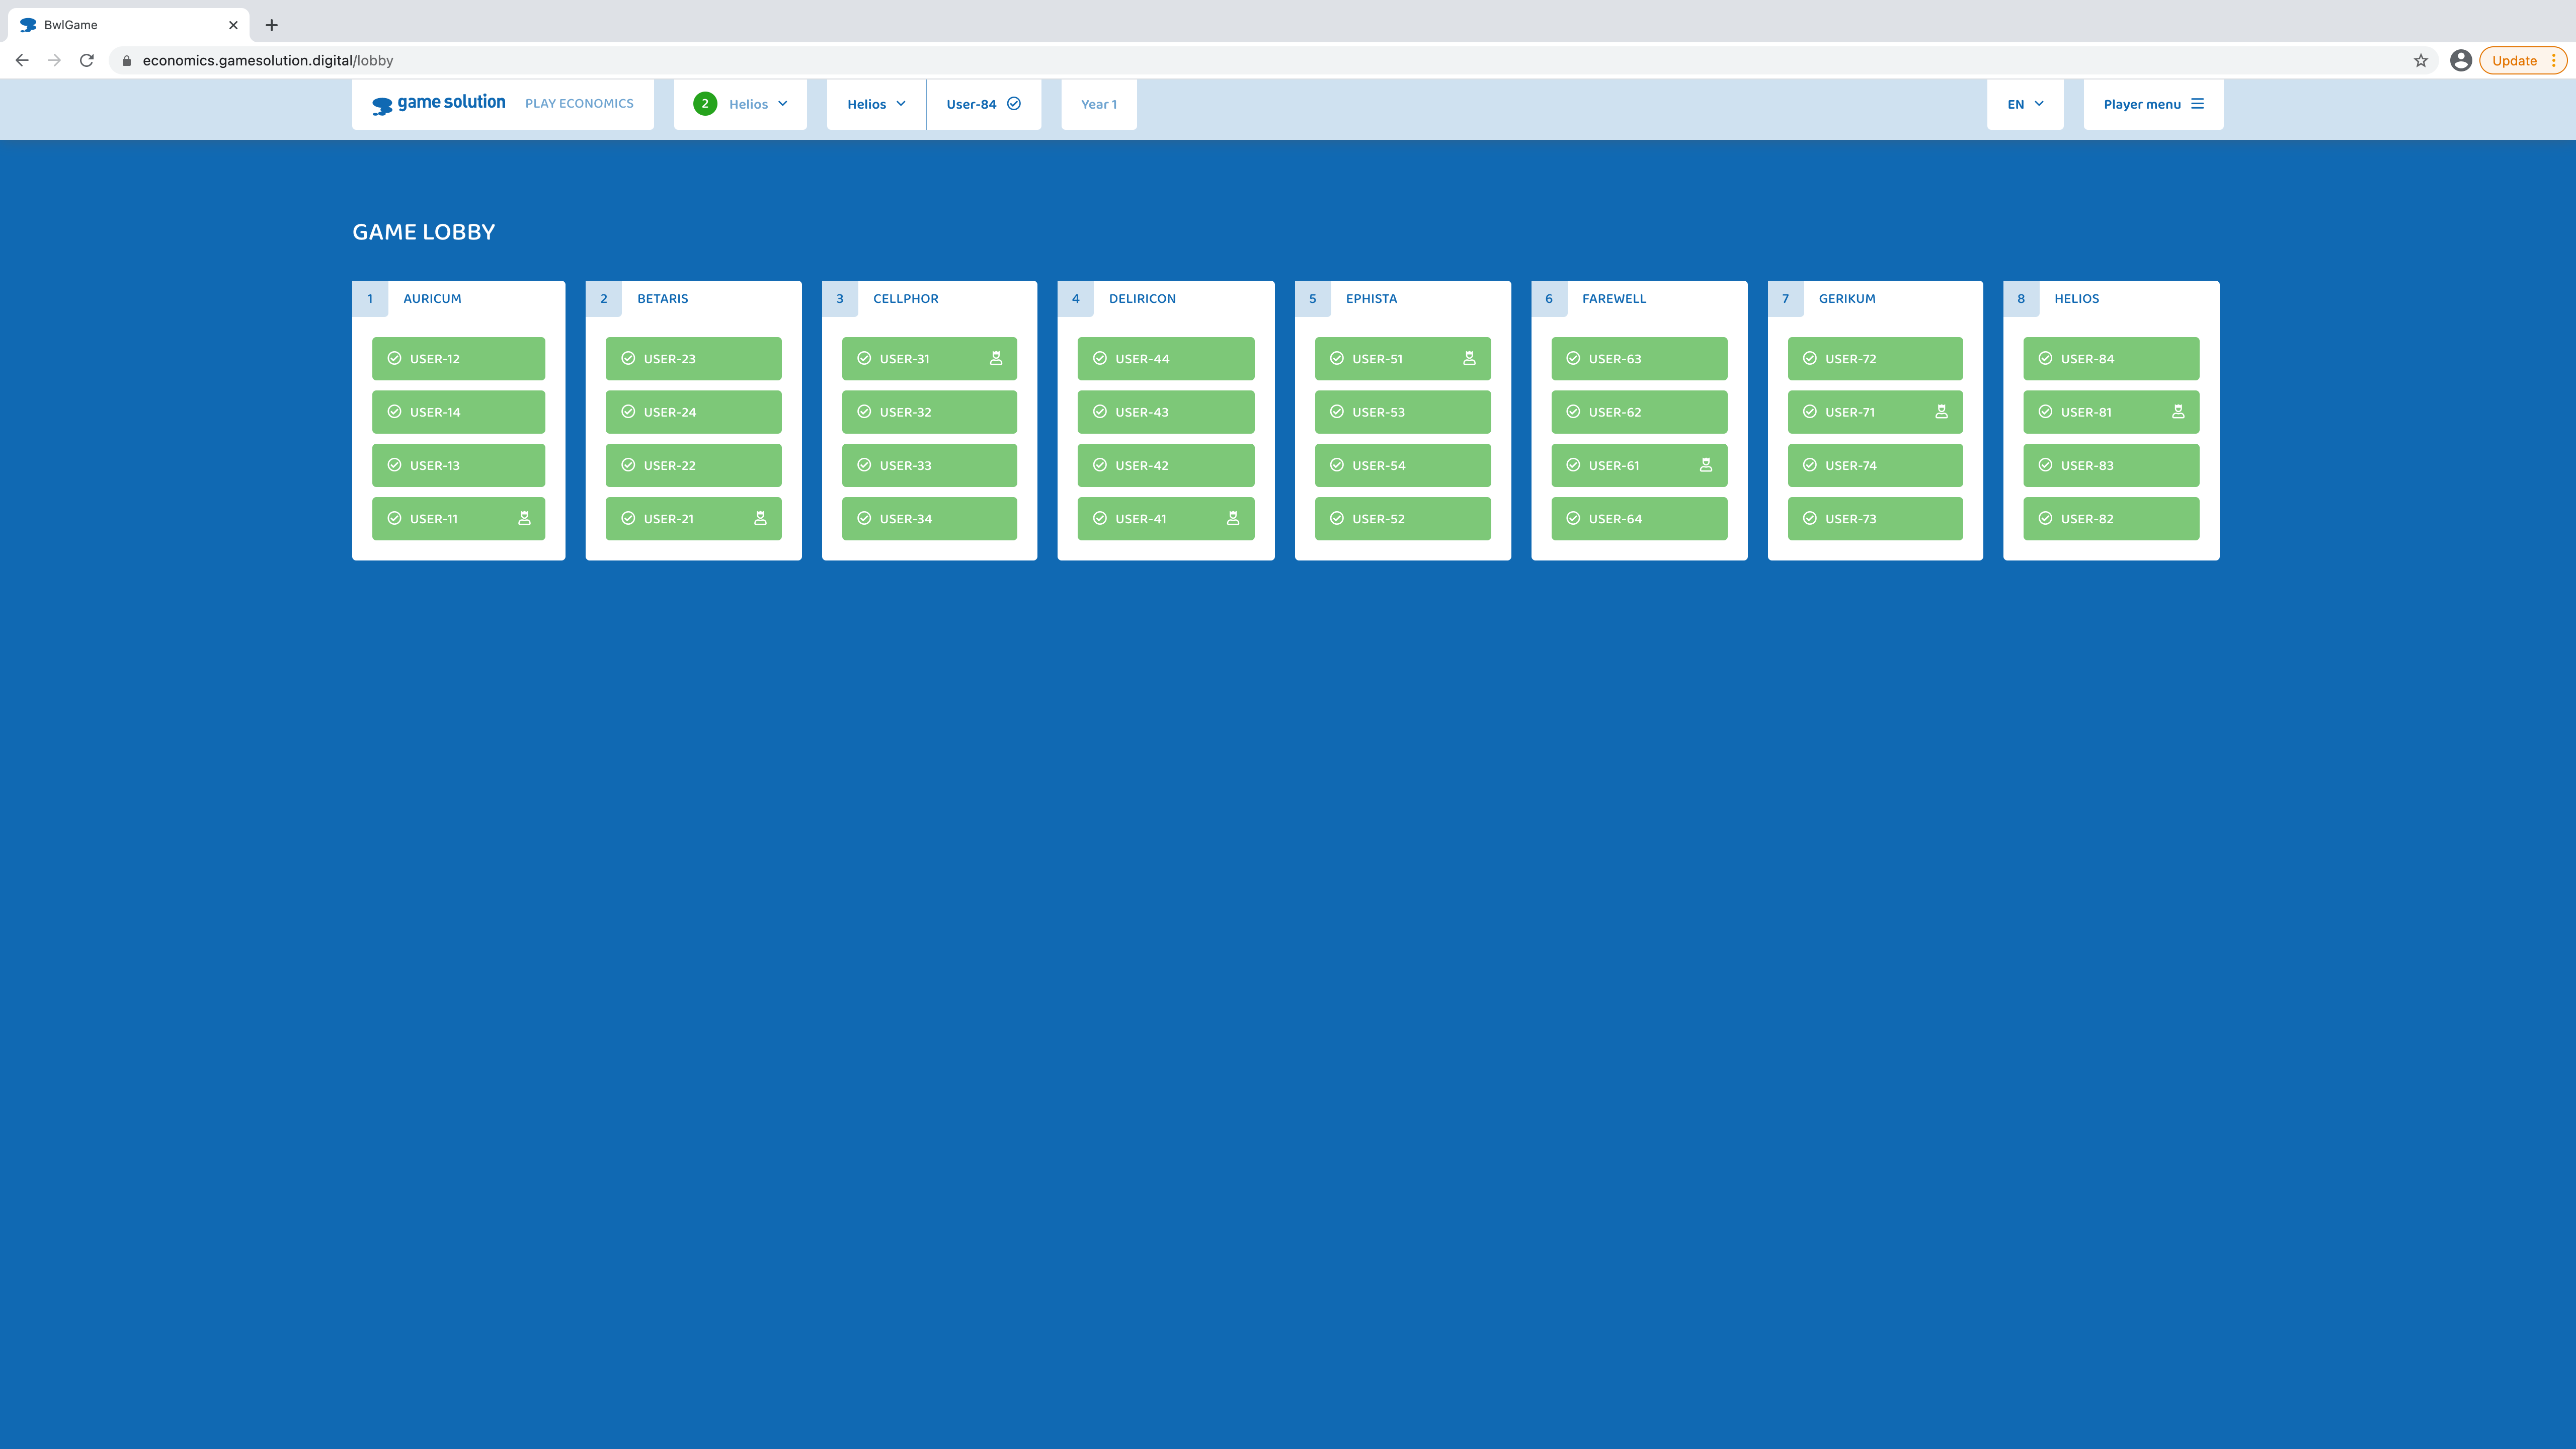 BwlGame
economics.gamesolution.digital/lobby
Update
game solution PLAY ECONOMICS
2 Helios
Helios
User-84
Year 1
EN
Player menu
GAME LOBBY
1 AURICUM
USER-12
USER-14
USER-13
USER-11
2 BETARIS
USER-23
USER-24
USER-22
USER-21
3 CELLPHOR
USER-31
USER-32
USER-33
USER-34
4 DELIRICON
USER-44
USER-43
USER-42
USER-41
5 EPHISTA
USER-51
USER-53
USER-54
USER-52
6 FAREWELL
USER-63
USER-62
USER-61
USER-64
7 GERIKUM
USER-72
USER-71
USER-74
USER-73
8 HELIOS
USER-84
USER-81
USER-83
USER-82